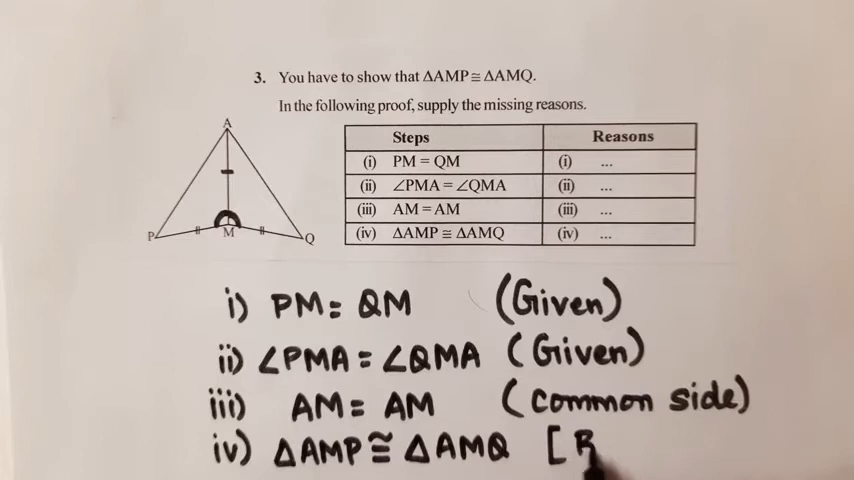 3. You have to show that ΔAMP ≅ ΔAMQ.
In the following proof, supply the missing reasons.
A
P
M
Q
Steps Reasons
(i) PM = QM (i) ...
(ii) ∠PMA = ∠QMA (ii) ...
(iii) AM = AM (iii) ...
(iv) ΔAMP ≅ ΔAMQ (iv) ...
i) PM = QM (Given)
ii) ∠PMA = ∠QMA (Given)
iii) AM = AM (common side)
iv) ΔAMP ≅ ΔAMQ [